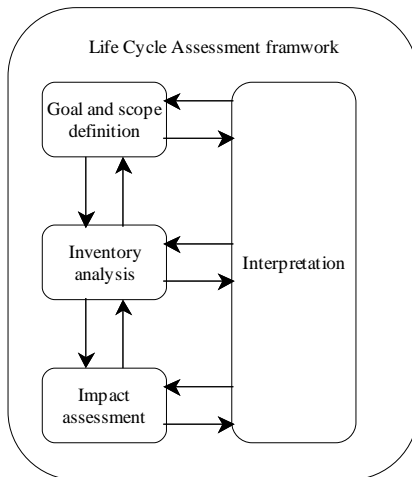 Life Cycle Assessment framwork
Goal and scope
definition
Inventory
analysis
Interpretation
Impact
assessment